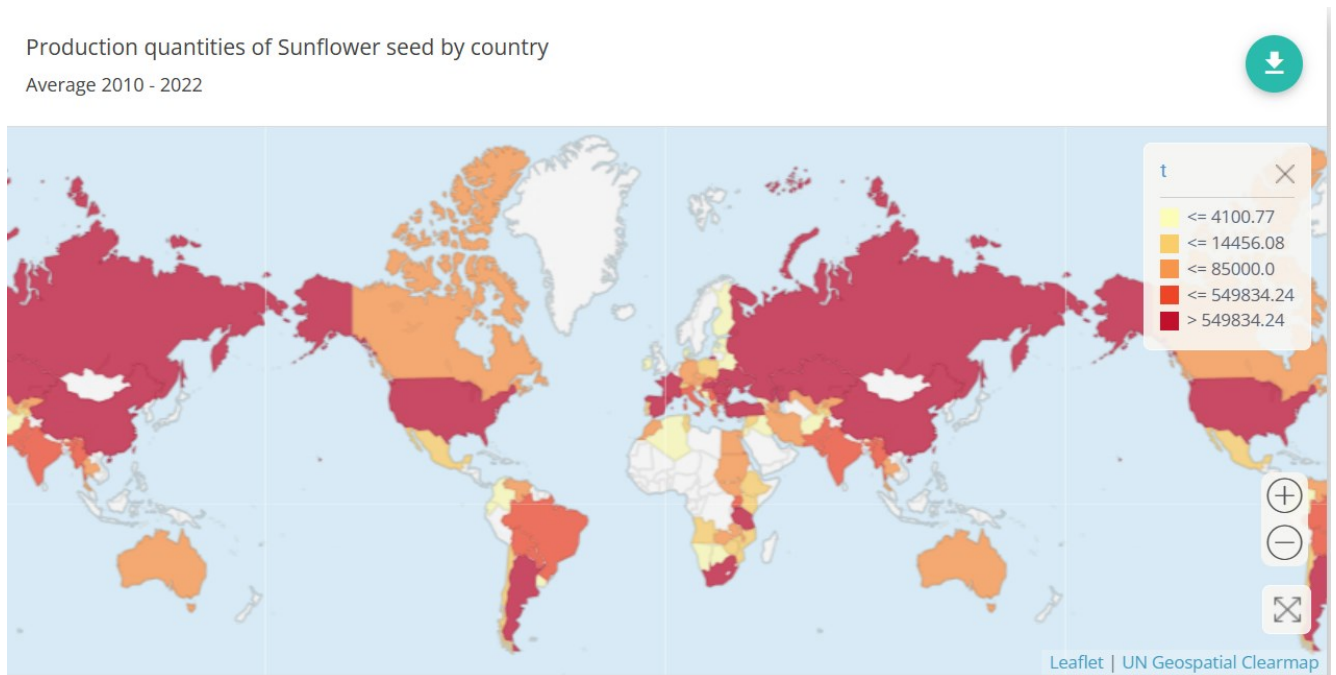 Production quantities of Sunflower seed by country
Average 2010 - 2022
t
<= 4100.77
<= 14456.08
<= 85000.0
<= 549834.24
> 549834.24
Leaflet | UN Geospatial Clearmap